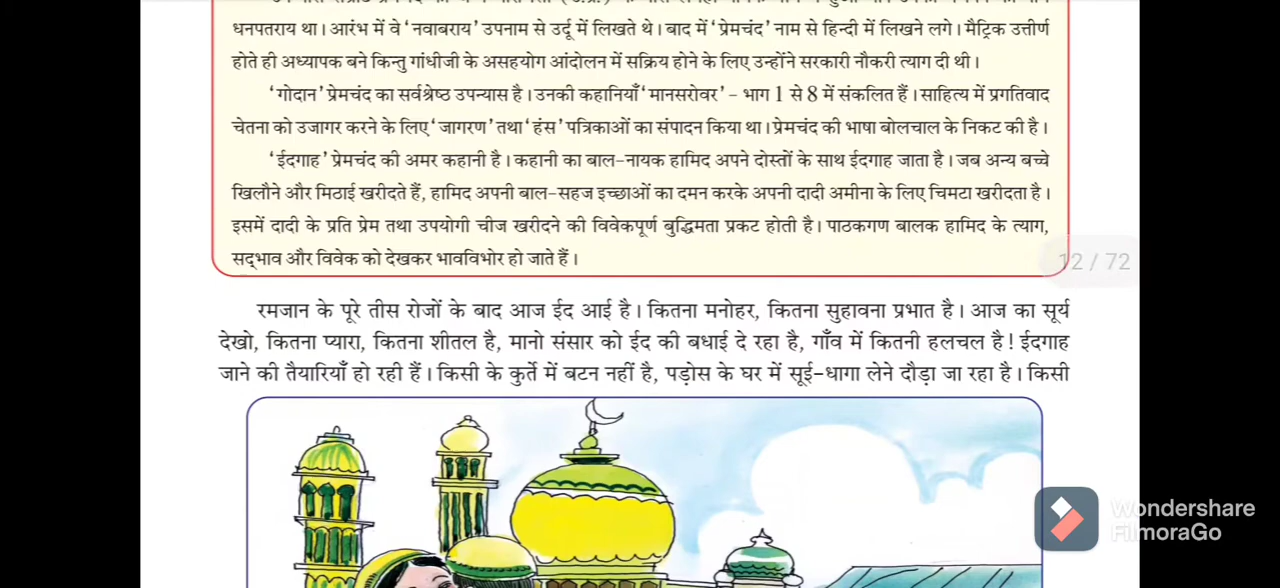 धनपतराय था। आरंभ में वे 'नवाबराय' उपनाम से उर्दू में लिखते थे। बाद में 'प्रेमचंद' नाम से हिन्दी में लिखने लगे। मैट्रिक उत्तीर्ण
होते ही अध्यापक बने किन्तु गांधीजी के असहयोग आंदोलन में सक्रिय होने के लिए उन्होंने सरकारी नौकरी त्याग दी थी।
'गोदान' प्रेमचंद का सर्वश्रेष्ठ उपन्यास है। उनकी कहानियाँ 'मानसरोवर' - भाग 1 से 8 में संकलित हैं। साहित्य में प्रगतिवाद
चेतना को उजागर करने के लिए 'जागरण' तथा 'हंस' पत्रिकाओं का संपादन किया था। प्रेमचंद की भाषा बोलचाल के निकट की है।
'ईदगाह' प्रेमचंद की अमर कहानी है। कहानी का बाल-नायक हामिद अपने दोस्तों के साथ ईदगाह जाता है। जब अन्य बच्चे
खिलौने और मिठाई खरीदते हैं, हामिद अपनी बाल-सहज इच्छाओं का दमन करके अपनी दादी अमीना के लिए चिमटा खरीदता है।
इसमें दादी के प्रति प्रेम तथा उपयोगी चीज खरीदने की विवेकपूर्ण बुद्धिमता प्रकट होती है। पाठकगण बालक हामिद के त्याग,
सद्‌भाव और विवेक को देखकर भावविभोर हो जाते हैं।
12 / 72
रमजान के पूरे तीस रोजों के बाद आज ईद आई है। कितना मनोहर, कितना सुहावना प्रभात है। आज का सूर्य
देखो, कितना प्यारा, कितना शीतल है, मानो संसार को ईद की बधाई दे रहा है, गाँव में कितनी हलचल है! ईदगाह
जाने की तैयारियाँ हो रही हैं। किसी के कुर्ते में बटन नहीं है, पड़ोस के घर में सूई-धागा लेने दौड़ा जा रहा है। किसी
Wondershare
FilmoraGo